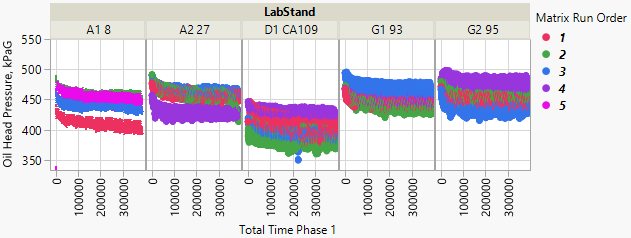 LabStand
A1 8 A2 27 D1 CA109 G1 93 G2 95
Oil Head Pressure, kPaG
550
500
450
400
350
0 100000 200000 300000 0 100000 200000 300000 0 100000 200000 300000 0 100000 200000 300000 0 100000 200000 300000
Total Time Phase 1
Matrix Run Order
1
2
3
4
5